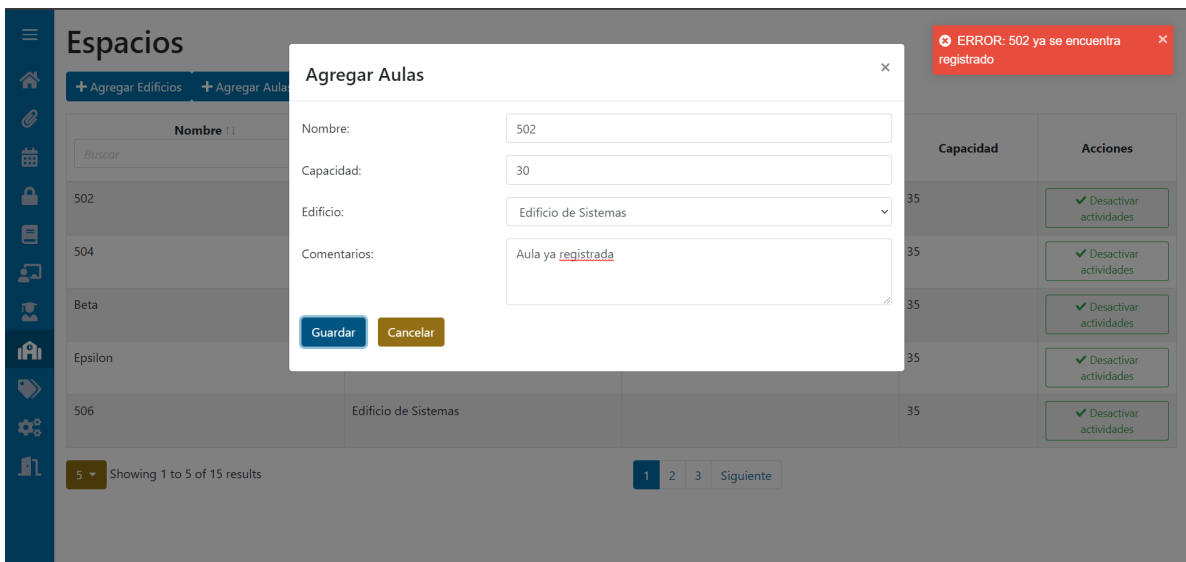 Espacios
ERROR: 502 ya se encuentra
registrado
Agregar Aulas
Agregar Edificios
Agregar Aulas
Nombre
Buscar
Capacidad
Acciones
Nombre:
502
Capacidad:
30
Edificio:
Edificio de Sistemas
Comentarios:
Aula ya registrada
Guardar
Cancelar
502
35
Desactivar
actividades
504
35
Desactivar
actividades
Beta
35
Desactivar
actividades
Epsilon
35
Desactivar
actividades
506
Edificio de Sistemas
35
Desactivar
actividades
5
Showing 1 to 5 of 15 results
1 2 3 Siguiente